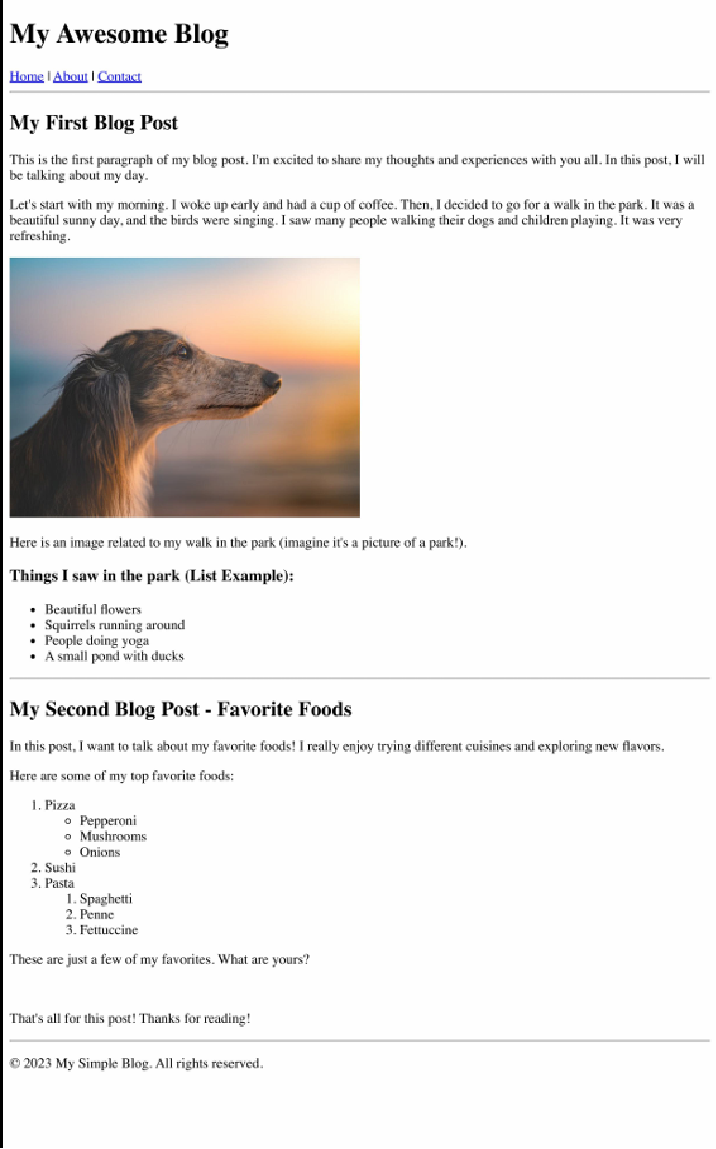 My Awesome Blog
Home | About | Contact
My First Blog Post
This is the first paragraph of my blog post. I'm excited to share my thoughts and experiences with you all. In this post, I will
be talking about my day.
Let's start with my morning. I woke up early and had a cup of coffee. Then, I decided to go for a walk in the park. It was a
beautiful sunny day, and the birds were singing. I saw many people walking their dogs and children playing. It was very
refreshing.
Here is an image related to my walk in the park (imagine it's a picture of a park!).
Things I saw in the park (List Example):
• Beautiful flowers
• Squirrels running around
• People doing yoga
• A small pond with ducks
My Second Blog Post - Favorite Foods
In this post, I want to talk about my favorite foods! I really enjoy trying different cuisines and exploring new flavors.
Here are some of my top favorite foods:
1. Pizza
○ Pepperoni
○ Mushrooms
○ Onions
2. Sushi
3. Pasta
1. Spaghetti
2. Penne
3. Fettuccine
These are just a few of my favorites. What are yours?
That's all for this post! Thanks for reading!
© 2023 My Simple Blog. All rights reserved.